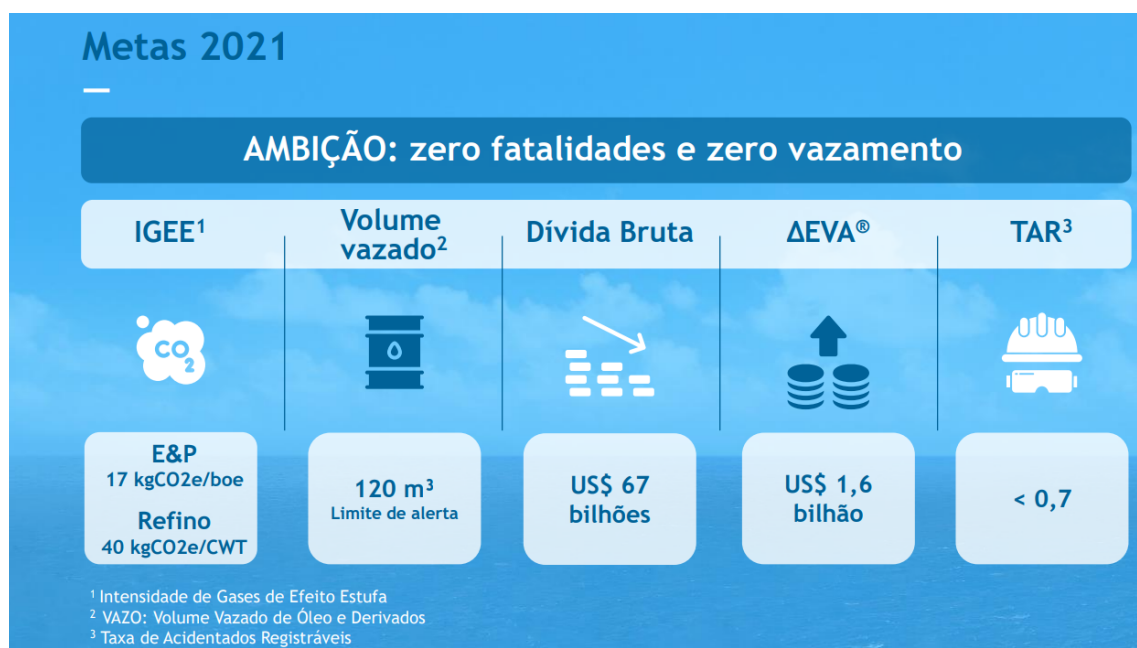 Metas 2021
AMBIÇÃO: zero fatalidades e zero vazamento
IGEE¹
Volume
vazado²
Dívida Bruta
ΔEVA®
TAR³
CO₂
E&P
17 kgCO2e/boe
Refino
40 kgCO2e/CWT
120 m³
Limite de alerta
US$ 67
bilhões
US$ 1,6
bilhão
< 0,7
¹ Intensidade de Gases de Efeito Estufa
² VAZO: Volume Vazado de Óleo e Derivados
³ Taxa de Acidentados Registráveis